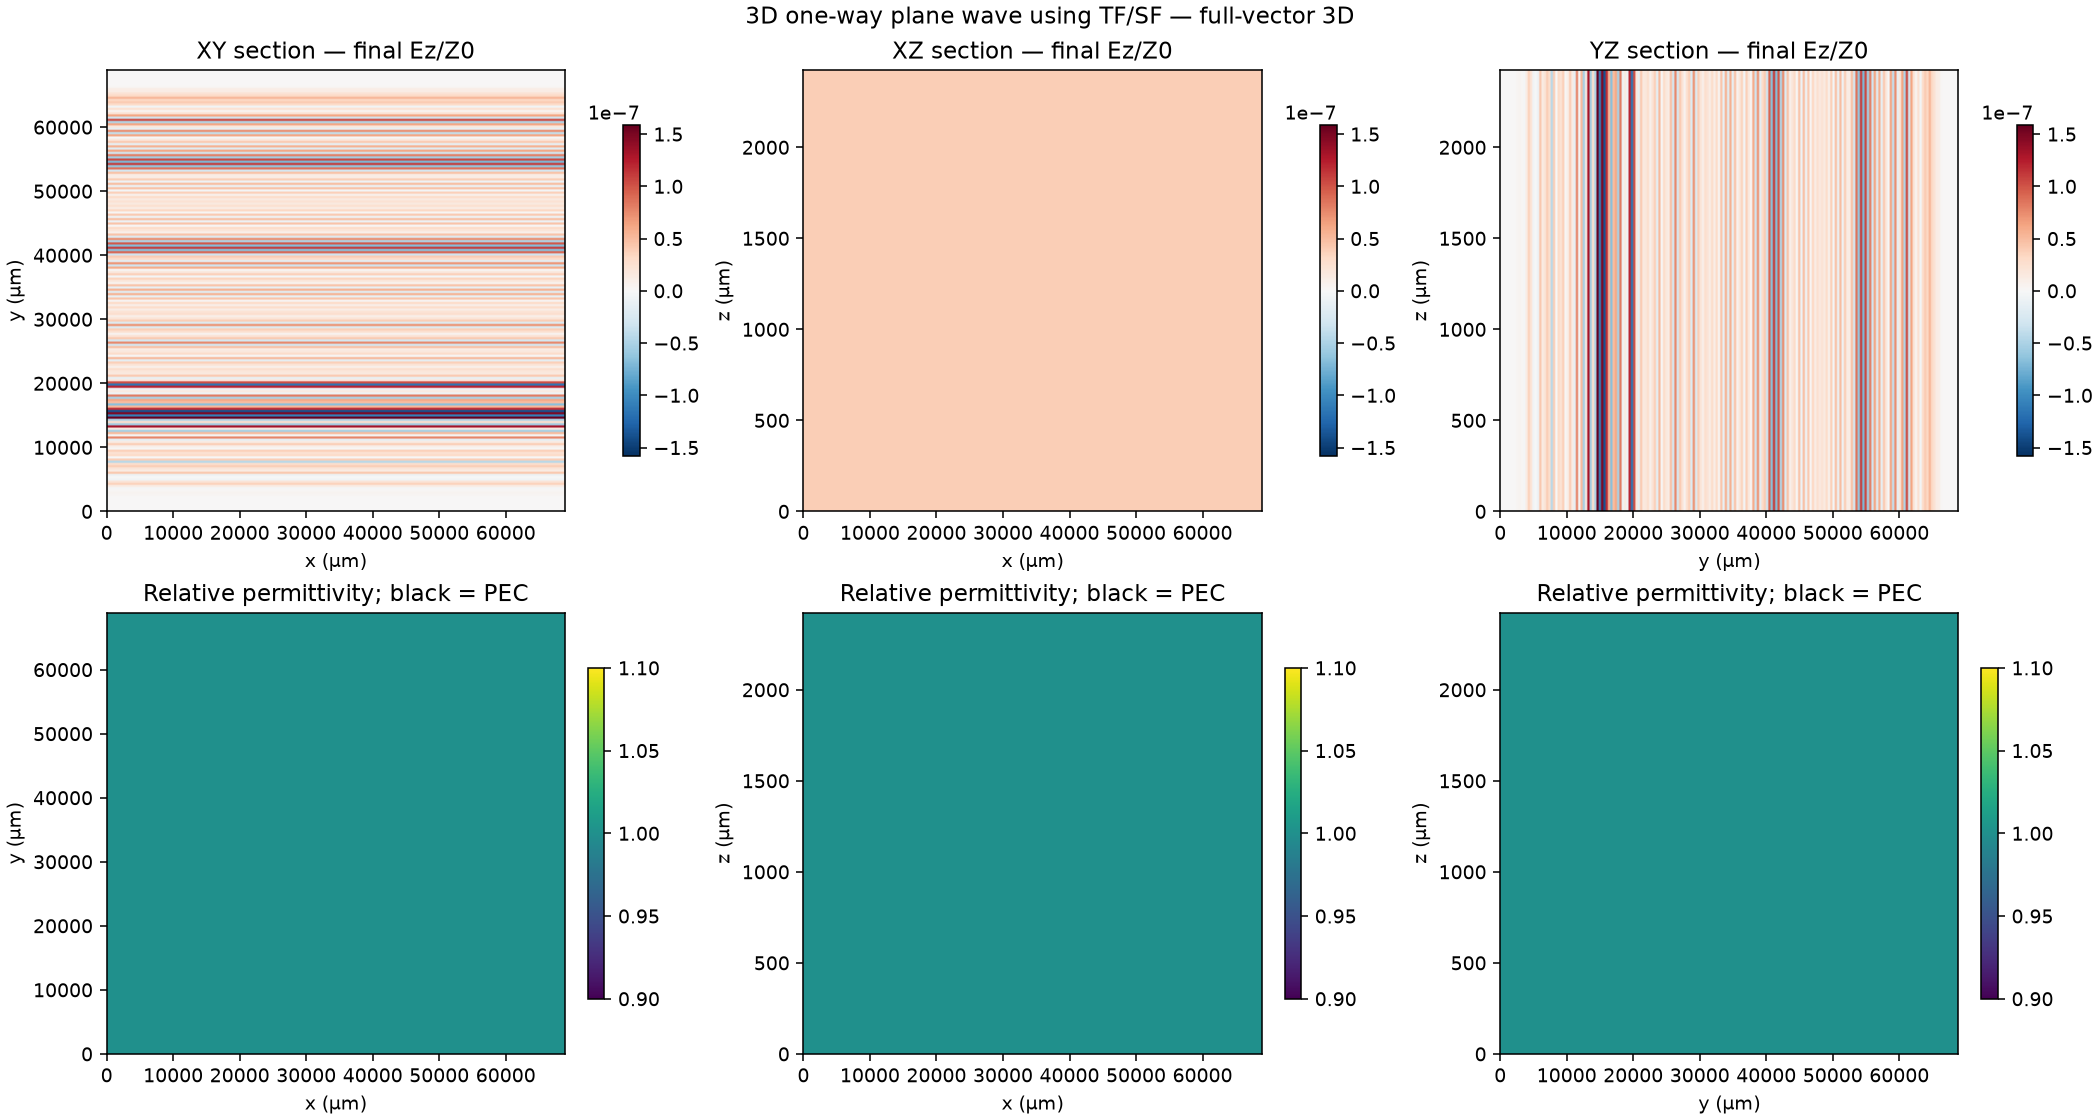 3D one-way plane wave using TF/SF — full-vector 3D
XY section — final Ez/Z0
XZ section — final Ez/Z0
YZ section — final Ez/Z0
1e−7
1e−7
1e−7
y (μm)
60000
50000
40000
30000
20000
10000
0
0 10000 20000 30000 40000 50000 60000
x (μm)
1.5
1.0
0.5
0.0
−0.5
−1.0
−1.5
z (μm)
2000
1500
1000
500
0
0 10000 20000 30000 40000 50000 60000
x (μm)
1.5
1.0
0.5
0.0
−0.5
−1.0
−1.5
z (μm)
2000
1500
1000
500
0
0 10000 20000 30000 40000 50000 60000
y (μm)
1.5
1.0
0.5
0.0
−0.5
−1.0
−1.5
Relative permittivity; black = PEC
Relative permittivity; black = PEC
Relative permittivity; black = PEC
y (μm)
60000
50000
40000
30000
20000
10000
0
0 10000 20000 30000 40000 50000 60000
x (μm)
1.10
1.05
1.00
0.95
0.90
z (μm)
2000
1500
1000
500
0
0 10000 20000 30000 40000 50000 60000
x (μm)
1.10
1.05
1.00
0.95
0.90
z (μm)
2000
1500
1000
500
0
0 10000 20000 30000 40000 50000 60000
y (μm)
1.10
1.05
1.00
0.95
0.90